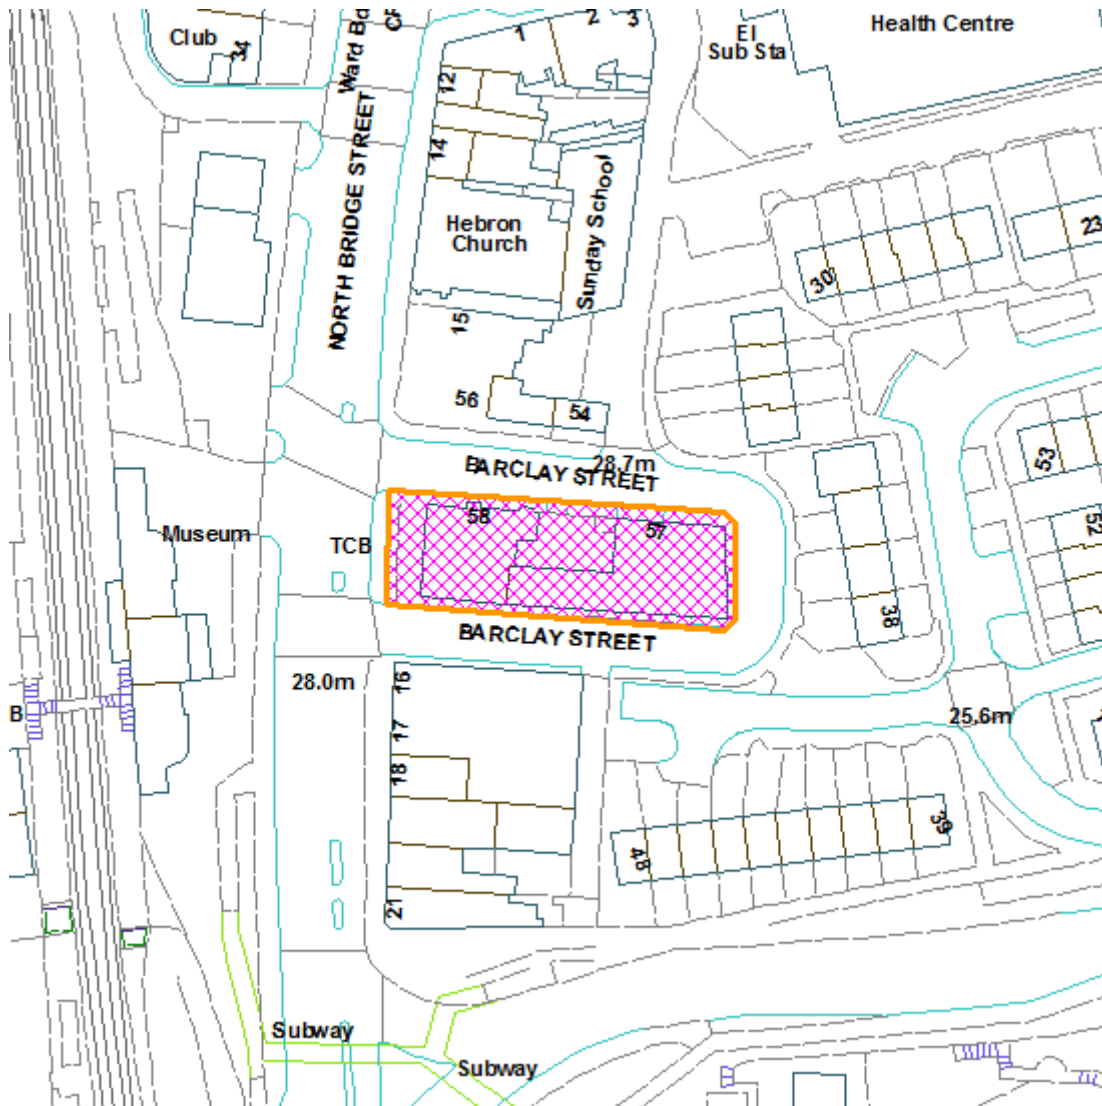 Club
34
Ward Bdy
1
2
3
El
Sub Sta
Health Centre
12
14
NORTH BRIDGE STREET
Hebron
Church
Sunday School
15
30
23
56
54
53
28.7m
BARCLAY STREET
58
57
52
Museum
TCB
BARCLAY STREET
38
28.0m
16
B
25.6m
17
18
39
48
21
Subway
Subway